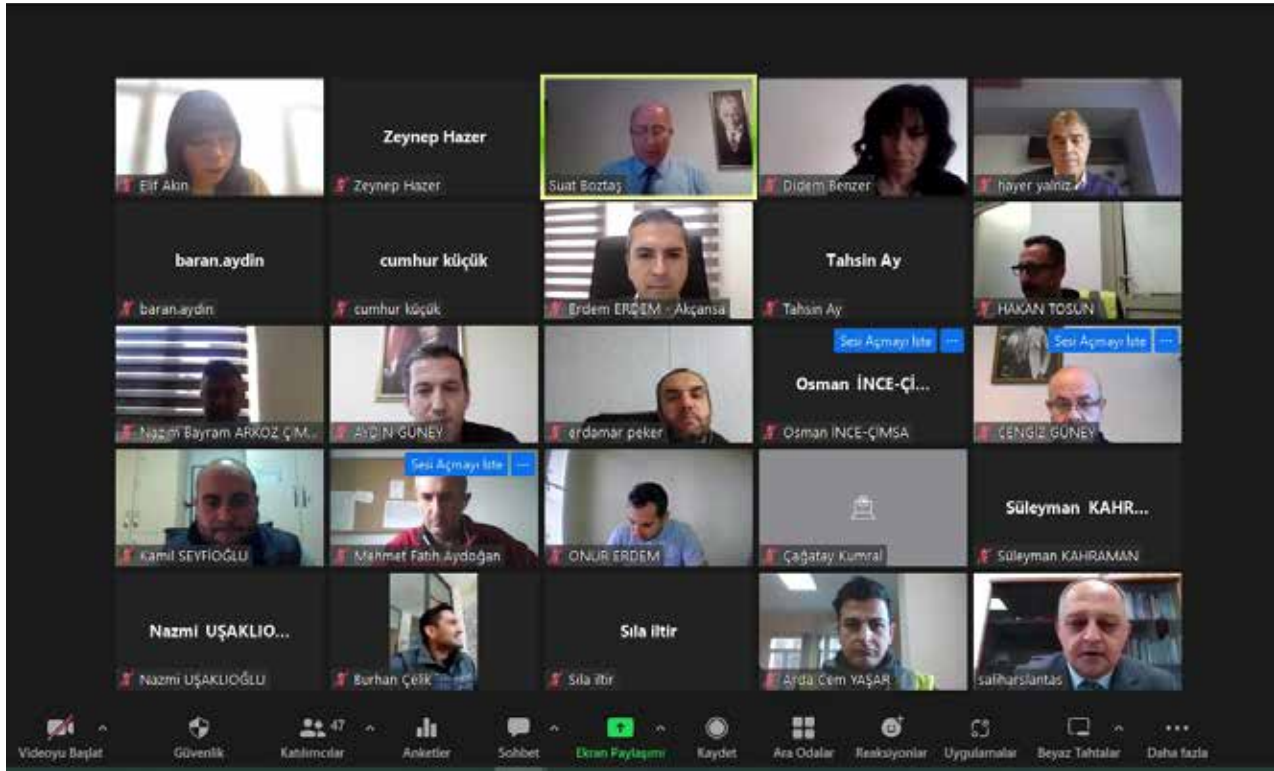 Elif Akın
Zeynep Hazer
Zeynep Hazer
Suat Boztaş
Didem Benzer
hayer yalnız
baran.aydin
baran.aydın
cumhur küçük
cumhur küçük
Erdem ERDEM - Akçansa
Tahsin Ay
Tahsin Ay
HAKAN TOSUN
Nazım Bayram ARKOZ ÇİM...
AYDIN GÜNEY
erdamar peker
Sesi Açmayı İste ...
Osman İNCE-Çİ...
Osman İNCE-ÇİMSA
Sesi Açmayı İste ...
CENGİZ GÜNEY
Kamil SEYFİOĞLU
Sesi Açmayı İste ...
Mehmet Fatih Aydoğan
ONUR ERDEM
Çağatay Kumral
Süleyman KAHR...
Süleyman KAHRAMAN
Nazmi UŞAKLIO...
Nazmi UŞAKLIOĞLU
Burhan Çelik
Sıla iltir
Sıla iltir
Arda Cem YAŞAR
saliharslantas
Videoyu Başlat
Güvenlik
47
Katılımcılar
Anketler
Sohbet
Ekran Paylaşımı
Kaydet
Ara Odalar
Reaksiyonlar
Uygulamalar
Beyaz Tahtalar
Daha fazla